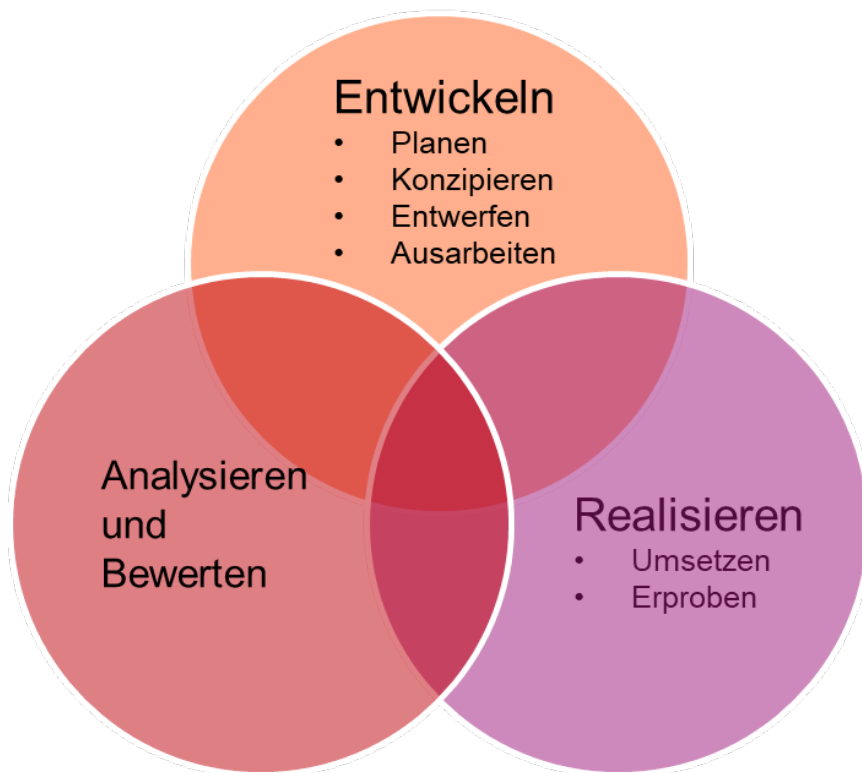 Entwickeln
• Planen
• Konzipieren
• Entwerfen
• Ausarbeiten
Analysieren
und
Bewerten
Realisieren
• Umsetzen
• Erproben